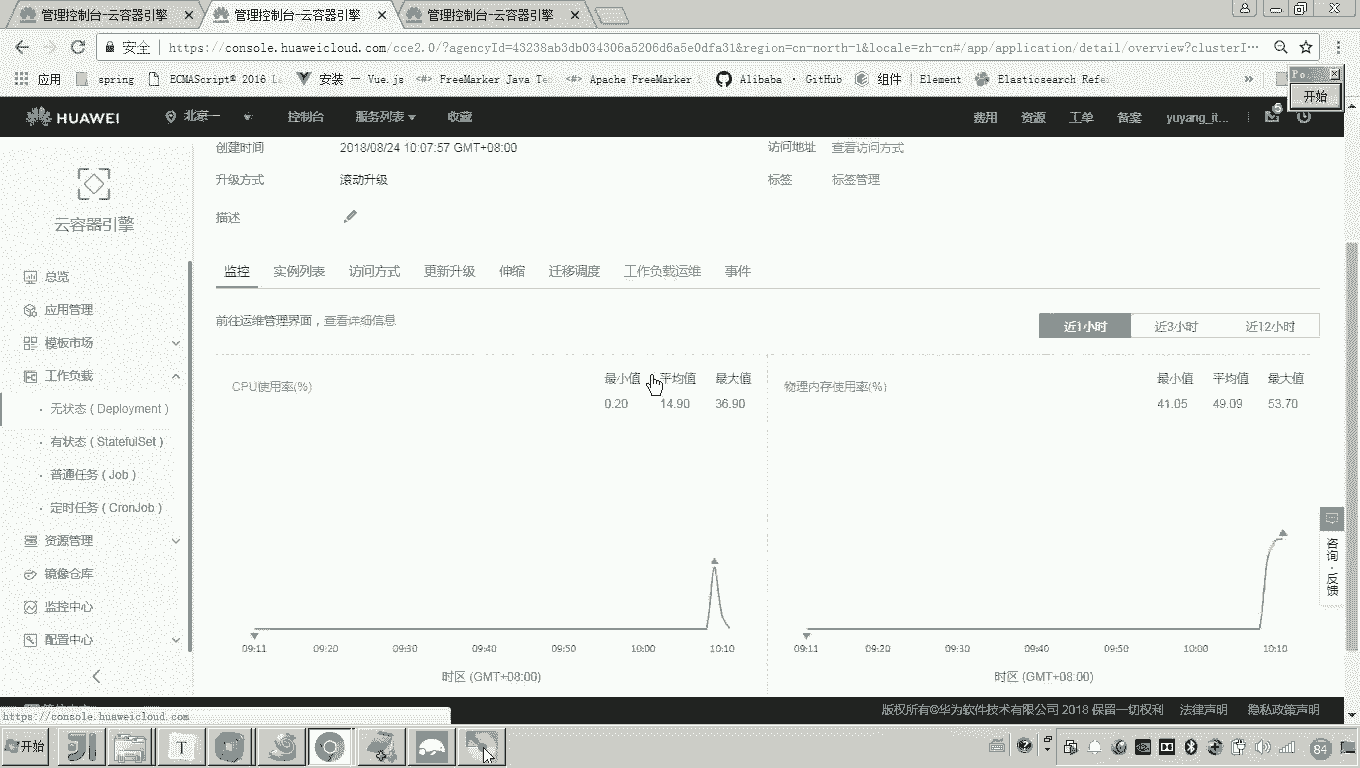 管理控制台-云容器引擎
管理控制台-云容器引擎
管理控制台-云容器引擎
安全 https://console.huaweicloud.com/cce2.0/?agencyId=43238ab3db034306a5206d6a5e0dfa31&region=cn-north-1&locale=zh-cn#/app/application/detail/overview?clusterI...
应用 spring ECMAScript® 2016 安装 — Vue.js FreeMarker Java Te Apache FreeMarker Alibaba · GitHub 组件 | Element Elasticsearch Refe »
开始
HUAWEI 北京一 控制台 服务列表 收藏 费用 资源 工单 备案 yuyang_it... 5
云容器引擎
总览
应用管理
模板市场
工作负载
· 无状态 ( Deployment )
· 有状态 ( StatefulSet )
· 普通任务 ( Job )
· 定时任务 ( CronJob )
资源管理
镜像仓库
监控中心
配置中心
创建时间 2018/08/24 10:07:57 GMT+08:00 访问地址 查看访问方式
升级方式 滚动升级 标签 标签管理
描述
监控 实例列表 访问方式 更新升级 伸缩 迁移调度 工作负载运维 事件
前往运维管理界面，查看详细信息
近1小时 近3小时 近12小时
CPU使用率(%)
最小值 平均值 最大值
0.20 14.90 36.90
09:11 09:20 09:30 09:40 09:50 10:00 10:10
时区 (GMT+08:00)
物理内存使用率(%)
最小值 平均值 最大值
41.05 49.09 53.70
09:11 09:20 09:30 09:40 09:50 10:00 10:10
时区 (GMT+08:00)
咨询·反馈
https://console.huaweicloud.com
版权所有©华为软件技术有限公司 2018 保留一切权利 法律声明 隐私政策声明
开始
T
84